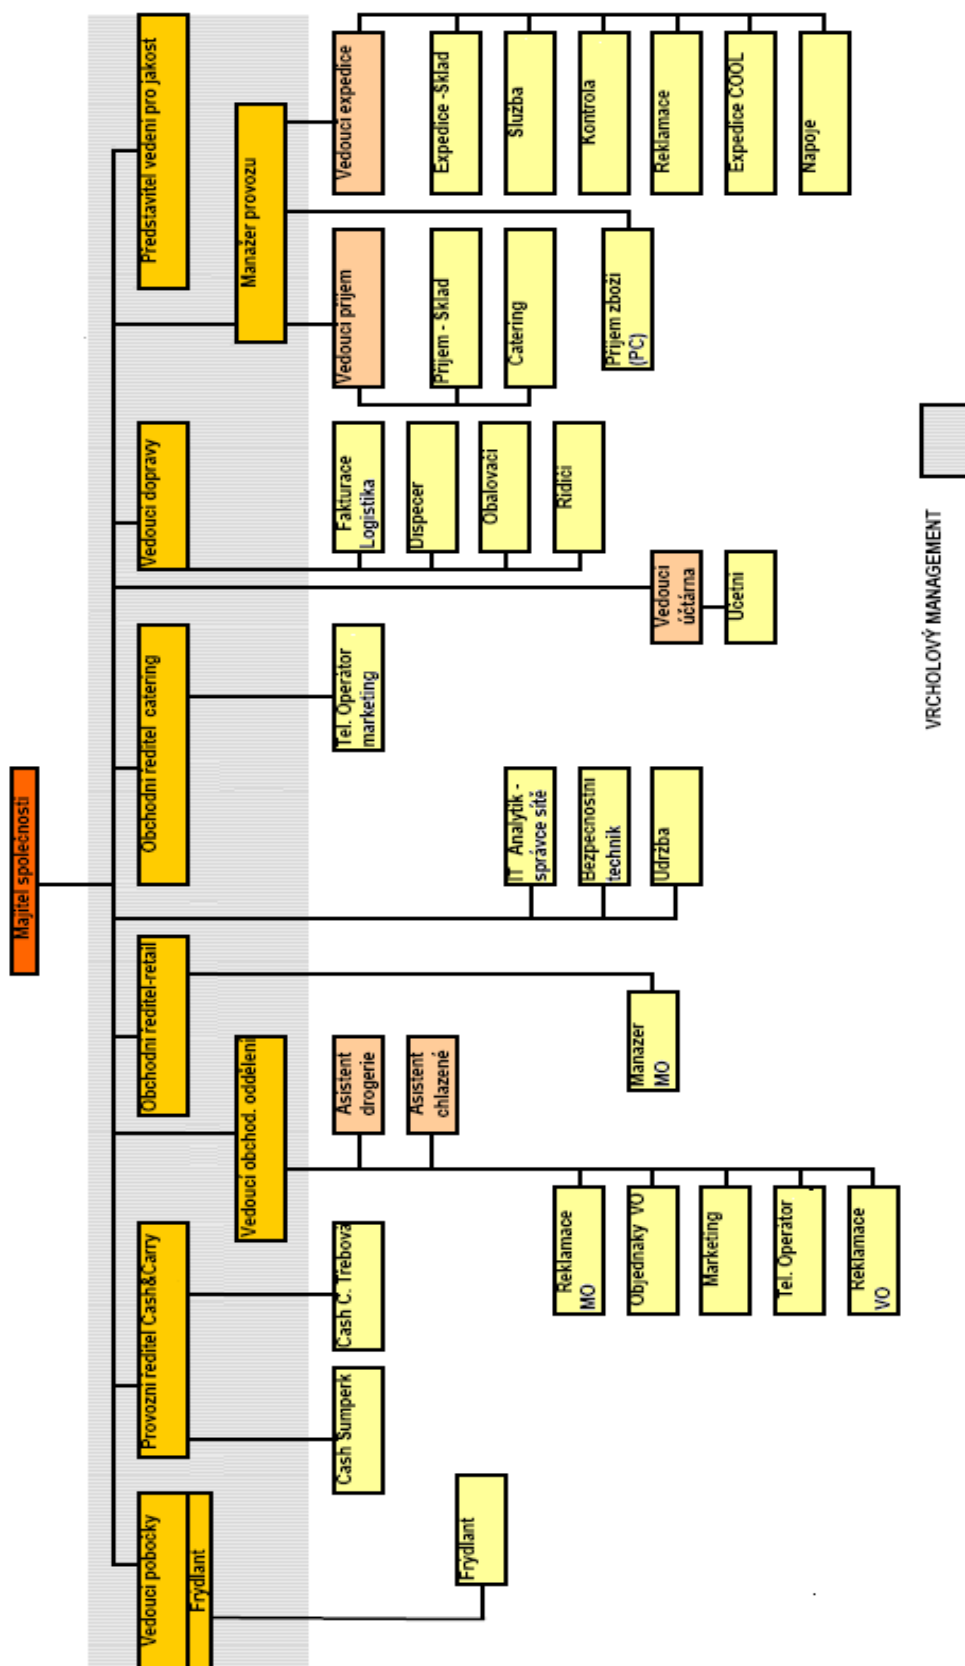 Majitel společnosti
Vedoucí pobočky
Frýdlant
Provozní ředitel Cash&Carry
Vedoucí obchod. oddělení
Obchodní ředitel-retail
Obchodní ředitel catering
Vedoucí dopravy
Manažer provozu
Představitel vedení pro jakost
Frýdlant
Cash Šumperk
Cash Č. Třebová
Asistent
drogerie
Asistent
chlazené
Reklamace
MO
Objednaky VO
Marketing
Tel. Operátor
Reklamace
VO
Manažer
MO
IT Analytik -
správce sítě
Bezpecnostni
technik
Údržba
Tel. Operátor
marketing
Vedoucí
účtárna
Účetní
Fakturace
Logistika
Dispecer
Obalováci
Řidiči
Vedoucí příjem
Příjem - Sklad
Catering
Příjem zboží
(PC)
Vedoucí expedice
Expedice -Sklad
Služba
Kontrola
Reklamace
Expedice COOL
Nápoje
VRCHOLOVÝ MANAGEMENT